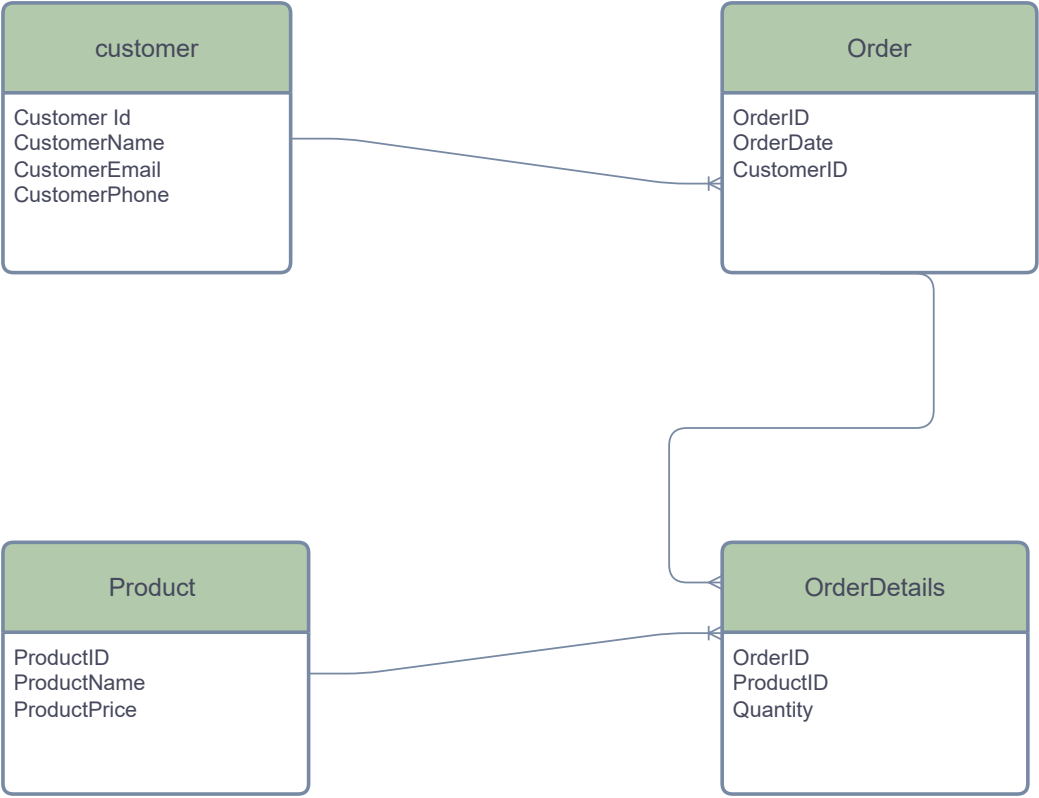 customer
Customer Id
CustomerName
CustomerEmail
CustomerPhone
Order
OrderID
OrderDate
CustomerID
Product
ProductID
ProductName
ProductPrice
OrderDetails
OrderID
ProductID
Quantity